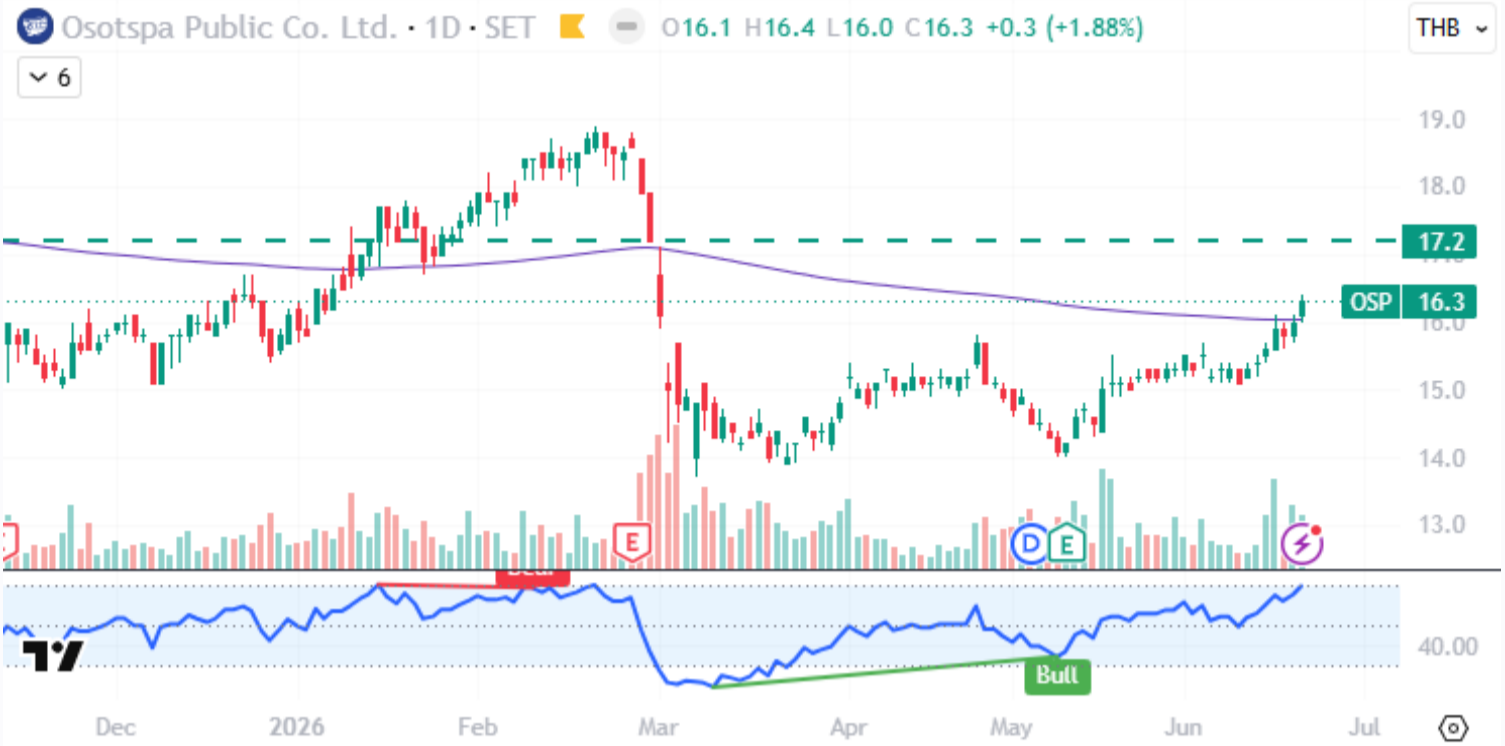 Osotspa Public Co. Ltd. · 1D · SET O16.1 H16.4 L16.0 C16.3 +0.3 (+1.88%) THB
6
19.0
18.0
17.2
OSP 16.3
16.0
15.0
14.0
13.0
E D E
40.00
Bull
Dec 2026 Feb Mar Apr May Jun Jul